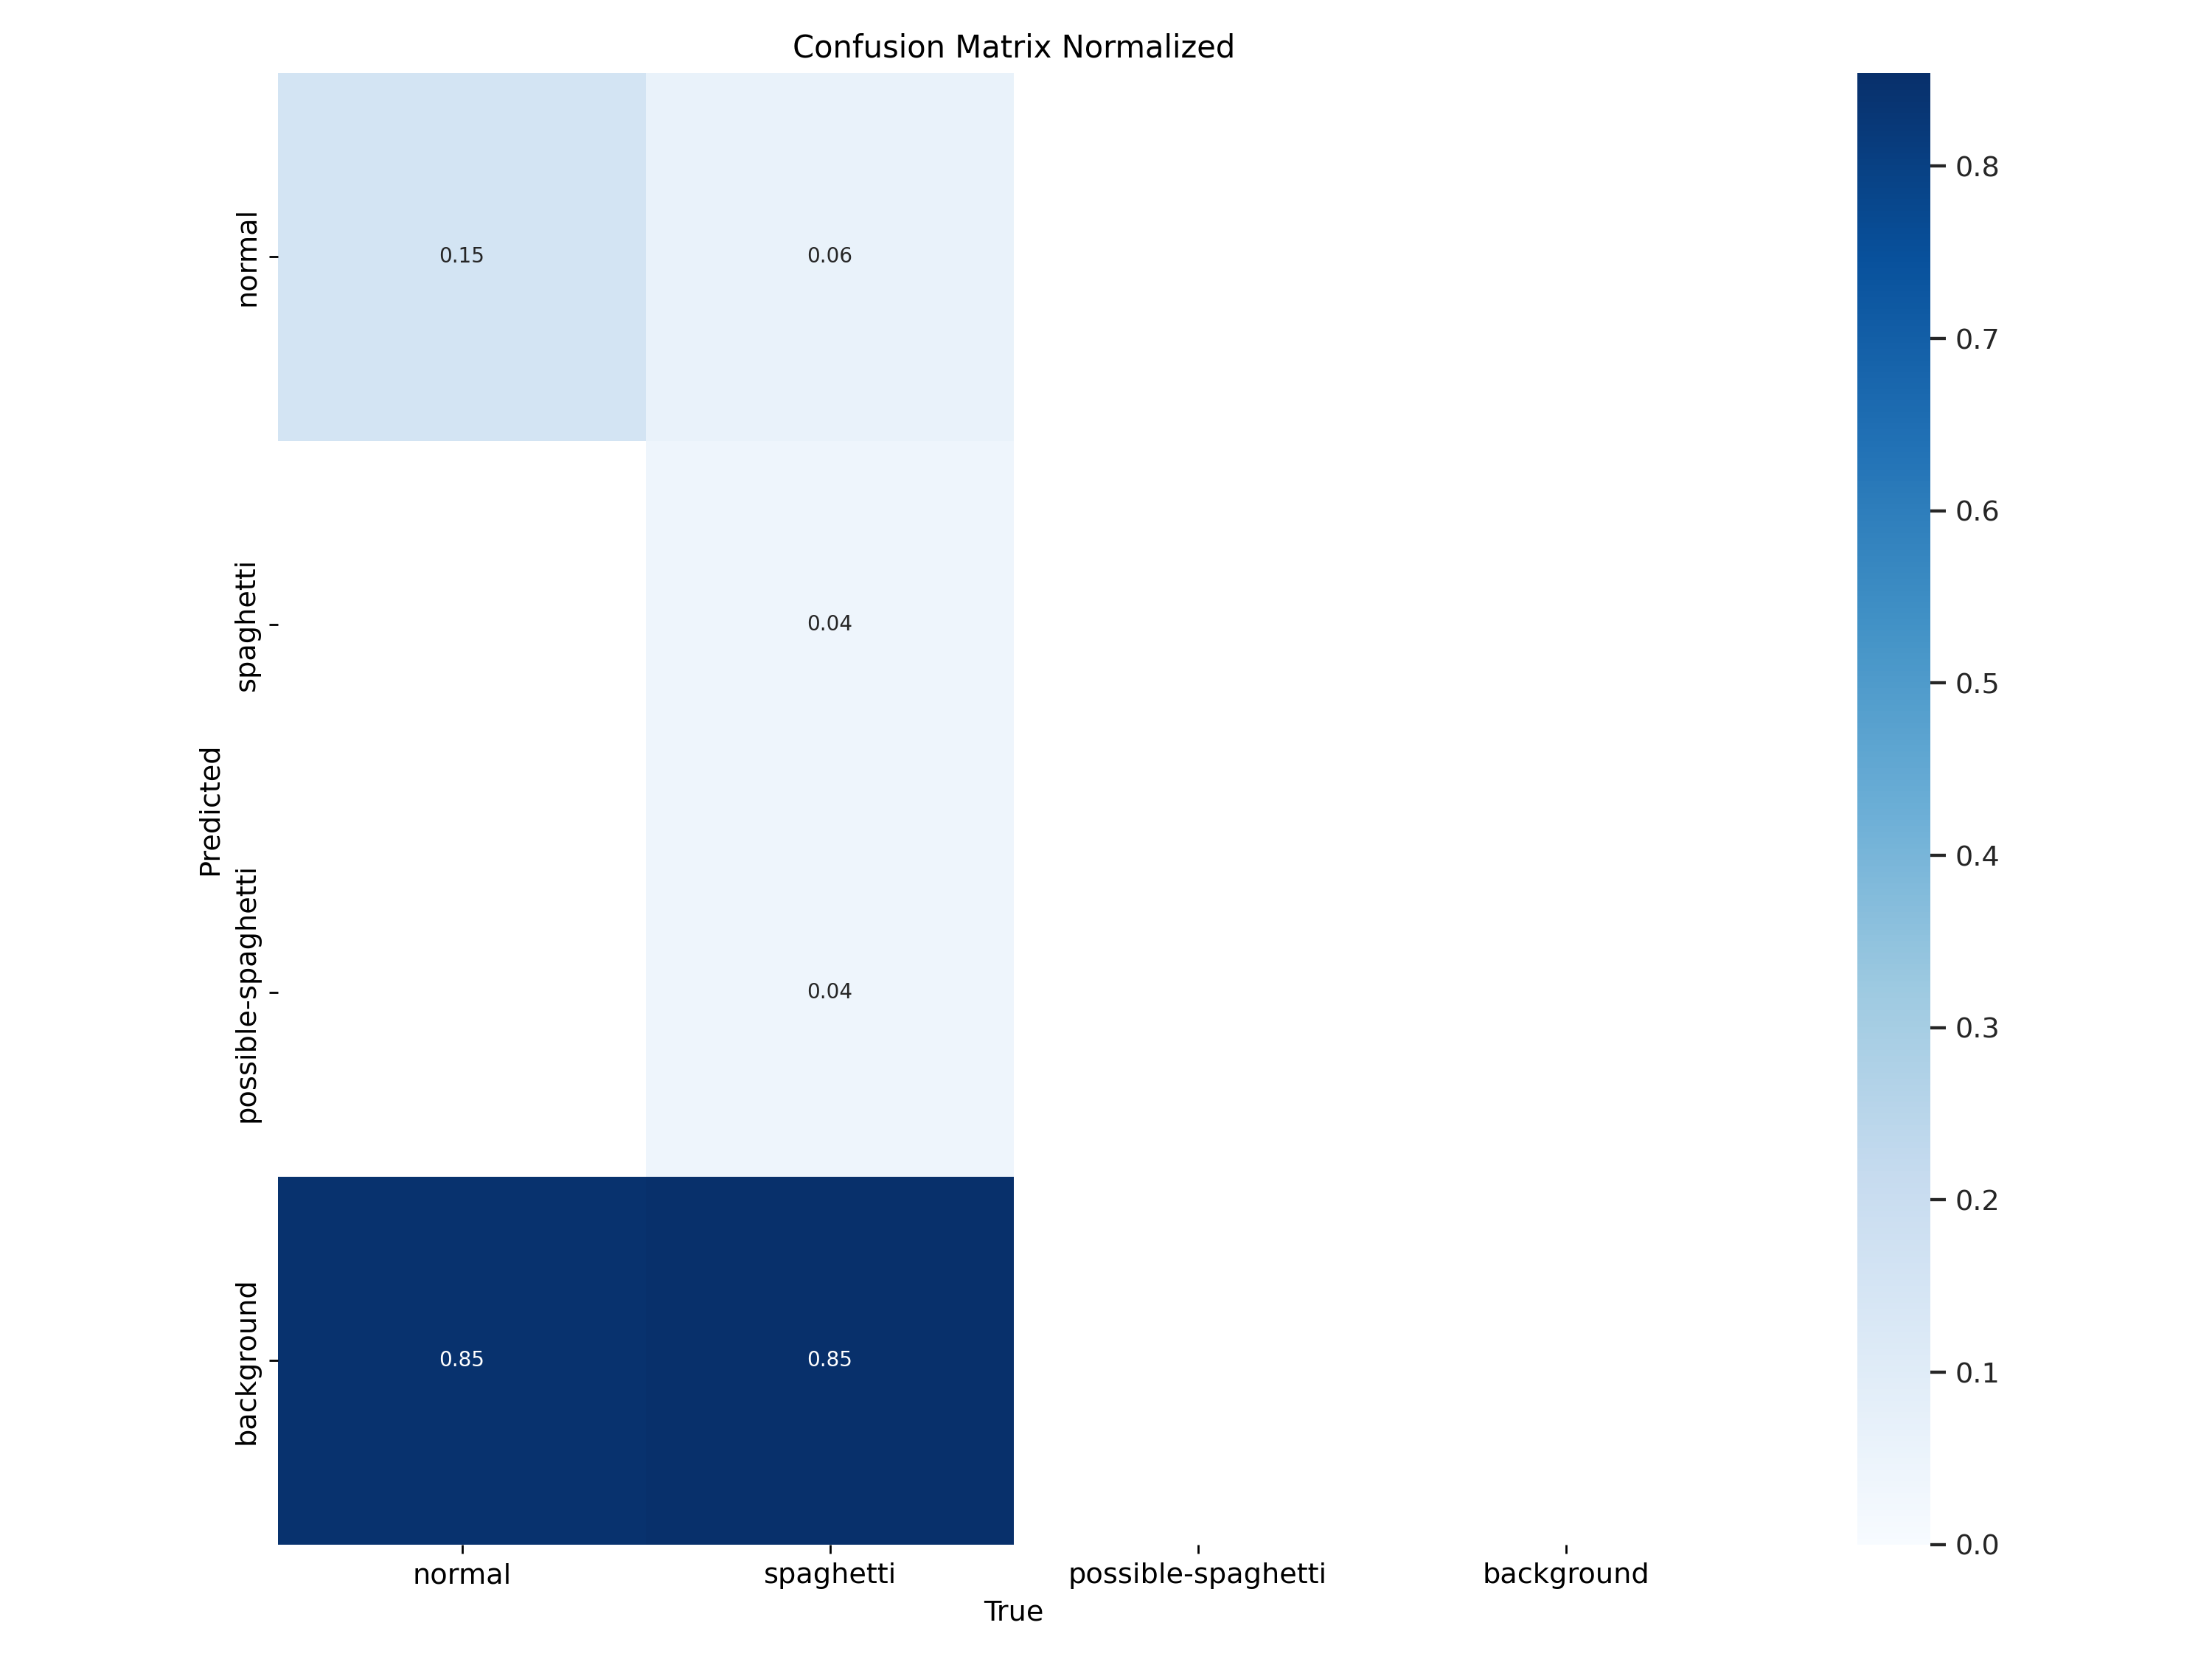 Confusion Matrix Normalized
normal
0.15
0.06
spaghetti
0.04
possible-spaghetti
0.04
background
0.85
0.85
Predicted
normal
spaghetti
possible-spaghetti
background
True
0.8
0.7
0.6
0.5
0.4
0.3
0.2
0.1
0.0